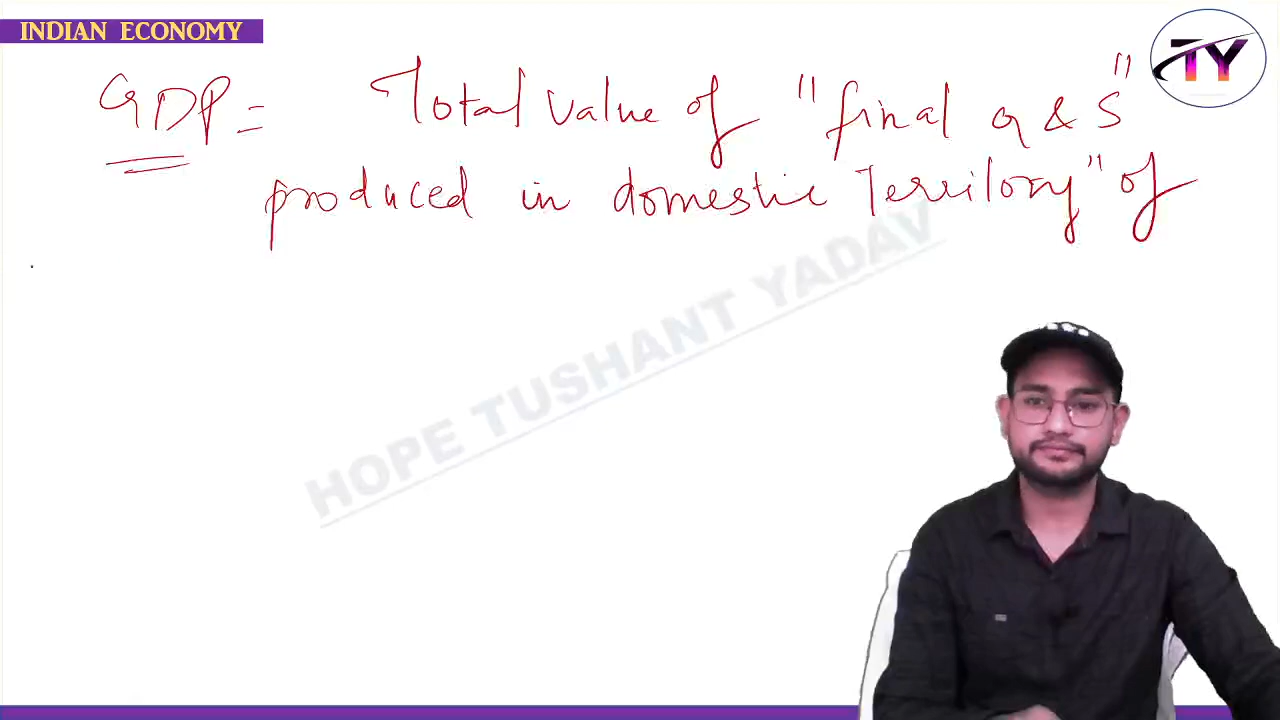 INDIAN ECONOMY
TY
GDP = Total value of "final G & S"
produced in domestic Territory" of
HOPE TUSHANT YADAV